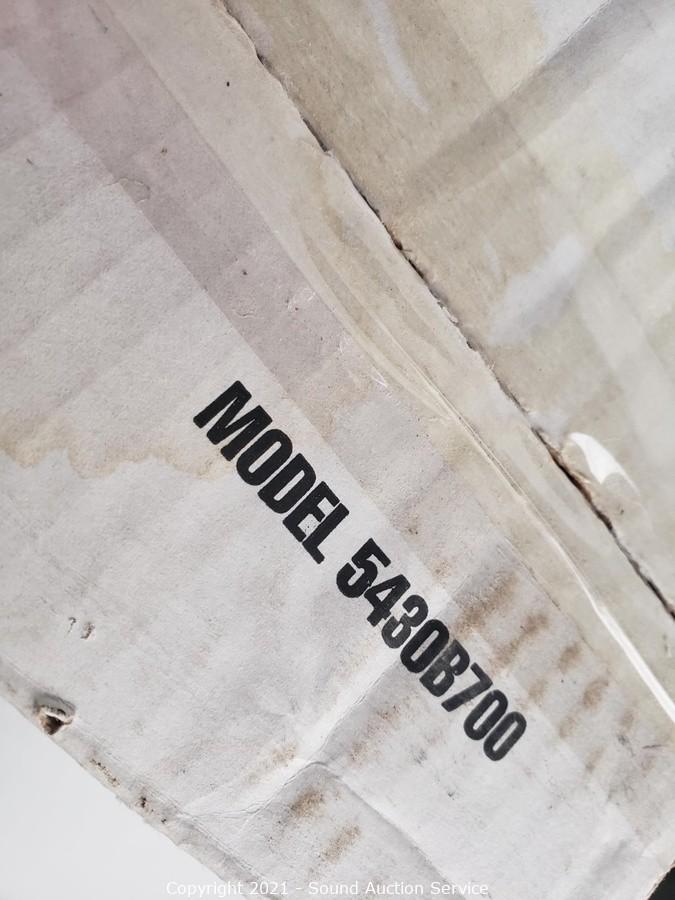 MODEL 5430B700
Copyright 2021 - Sound Auction Service